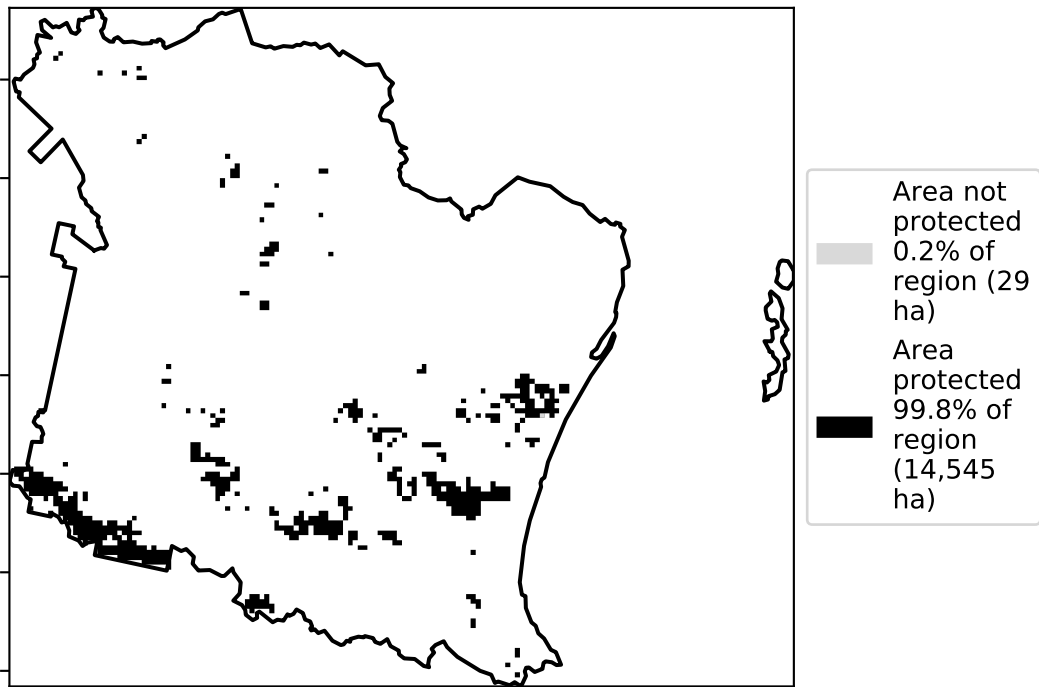 Area not
protected
0.2% of
region (29
ha)
Area
protected
99.8% of
region
(14,545
ha)